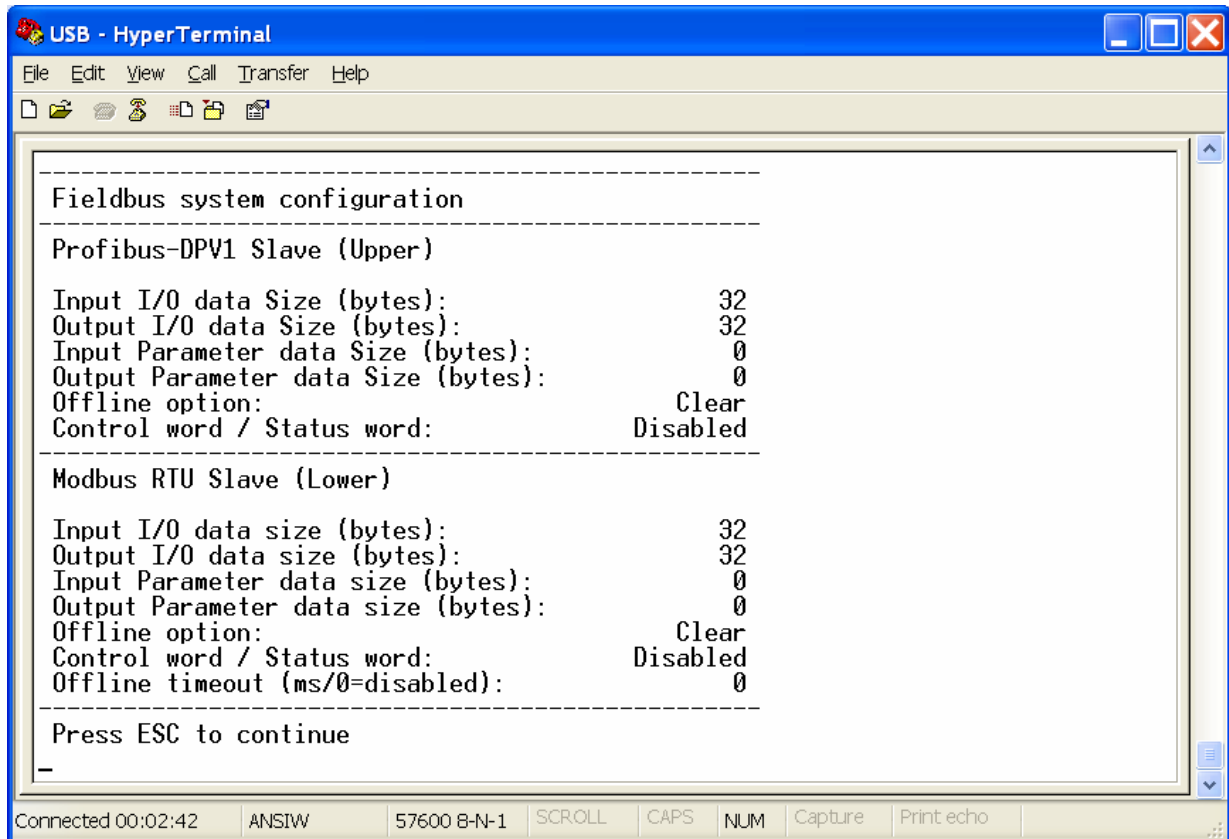 USB - HyperTerminal
File Edit View Call Transfer Help
Fieldbus system configuration
Profibus-DPV1 Slave (Upper)
Input I/O data Size (bytes): 32
Output I/O data Size (bytes): 32
Input Parameter data Size (bytes): 0
Output Parameter data Size (bytes): 0
Offline option: Clear
Control word / Status word: Disabled
Modbus RTU Slave (Lower)
Input I/O data size (bytes): 32
Output I/O data size (bytes): 32
Input Parameter data size (bytes): 0
Output Parameter data size (bytes): 0
Offline option: Clear
Control word / Status word: Disabled
Offline timeout (ms/0=disabled): 0
Press ESC to continue
Connected 00:02:42 ANSIW 57600 8-N-1 SCROLL CAPS NUM Capture Print echo